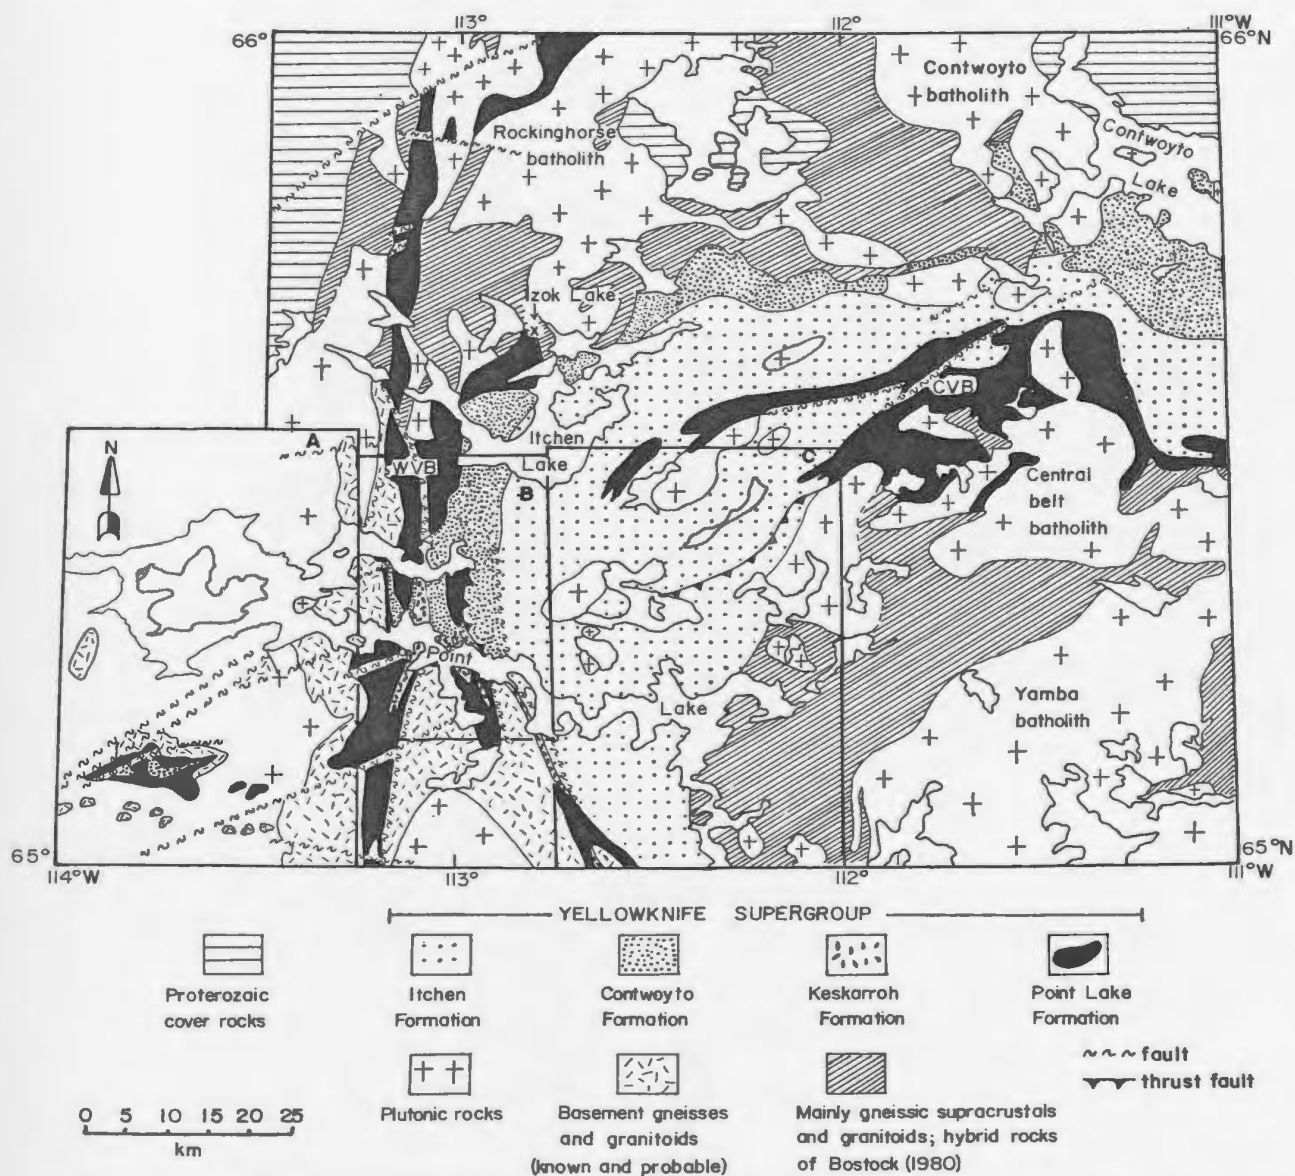 113°
112°
111°W
66°
66°N
Contwoyto
batholith
Contwoyto
Lake
Rockinghorse
batholith
Izok Lake
x
CVB
A
N
Itchen
Lake
WVB
B
C
Central
belt
batholith
Point
Lake
Yamba
batholith
65°
65°N
114°W
113°
112°
111°W
YELLOWKNIFE SUPERGROUP
Proterozaic
cover rocks
Itchen
Formation
Contwoyto
Formation
Keskarroh
Formation
Point Lake
Formation
fault
thrust fault
Plutonic rocks
Basement gneisses
and granitoids
(known and probable)
Mainly gneissic supracrustals
and granitoids; hybrid rocks
of Bostock (1980)
0 5 10 15 20 25
km